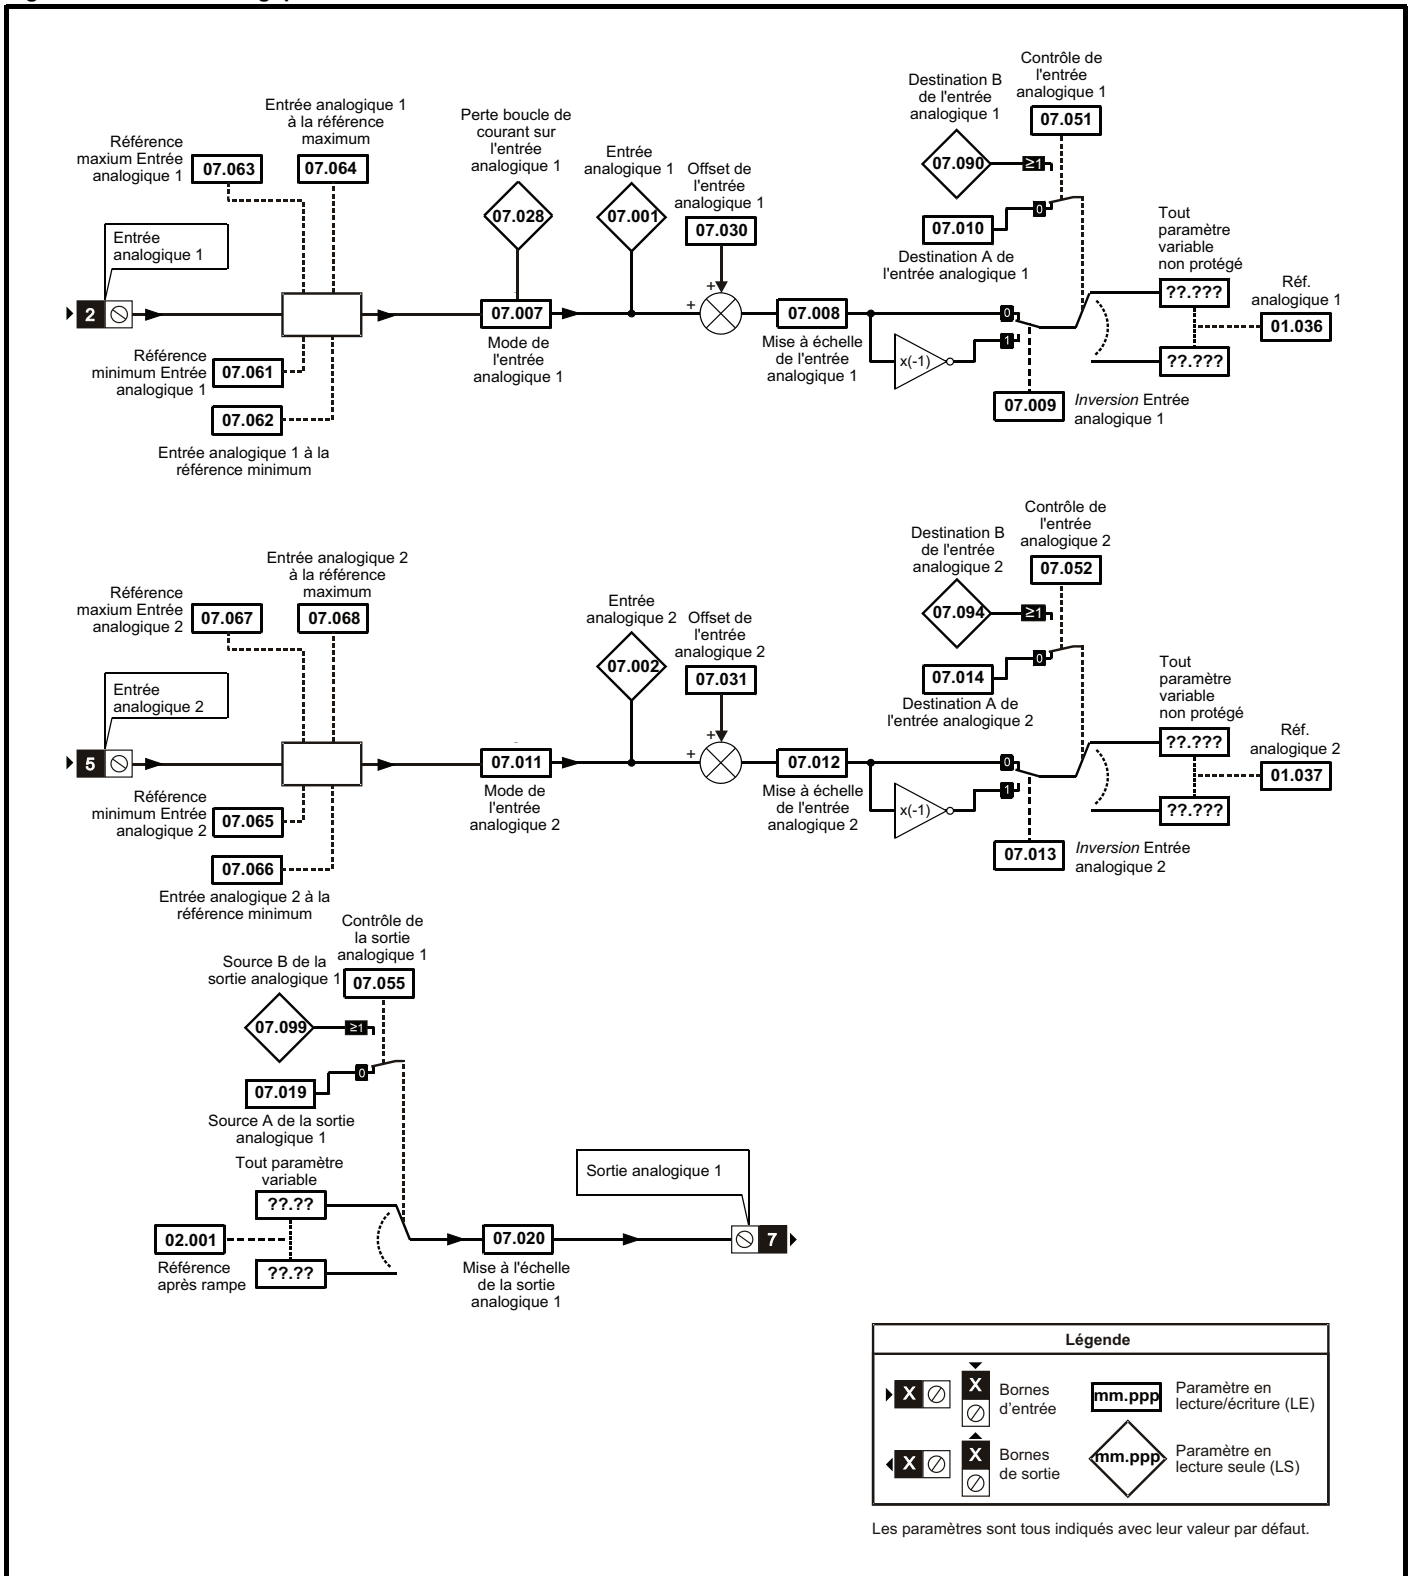 Contrôle de
l'entrée
analogique 1
07.051
Destination B
de l'entrée
analogique 1
07.090
≥1
0
07.010
Destination A de
l'entrée analogique 1
Entrée analogique 1
à la référence
maximum
07.064
Référence
maxium Entrée
analogique 1
07.063
Perte boucle de
courant sur
l'entrée
analogique 1
07.028
Entrée
analogique 1
07.001
Offset de
l'entrée
analogique 1
07.030
Tout
paramètre
variable
non protégé
??.???
??.???
Réf.
analogique 1
01.036
Entrée
analogique 1
2
07.007
Mode de
l'entrée
analogique 1
+
+
07.008
Mise à échelle
de l'entrée
analogique 1
x(-1)
0
1
07.009
Inversion Entrée
analogique 1
Référence
minimum Entrée
analogique 1
07.061
07.062
Entrée analogique 1 à la
référence minimum
Contrôle de
l'entrée
analogique 2
07.052
Destination B
de l'entrée
analogique 2
07.094
≥1
0
07.014
Destination A de
l'entrée analogique 2
Entrée analogique 2
à la référence
maximum
07.068
Référence
maxium Entrée
analogique 2
07.067
Entrée
analogique 2
07.002
Offset de
l'entrée
analogique 2
07.031
Tout
paramètre
variable
non protégé
??.???
??.???
Réf.
analogique 2
01.037
Entrée
analogique 2
5
07.011
Mode de
l'entrée
analogique 2
+
+
07.012
Mise à échelle
de l'entrée
analogique 2
x(-1)
0
1
07.013
Inversion Entrée
analogique 2
Référence
minimum Entrée
analogique 2
07.065
07.066
Entrée analogique 2 à la
référence minimum
Contrôle de
la sortie
analogique 1
07.055
Source B de la
sortie analogique 1
07.099
≥1
0
07.019
Source A de la sortie
analogique 1
Tout paramètre
variable
??.??
02.001
Référence
après rampe
??.??
07.020
Mise à l'échelle
de la sortie
analogique 1
Sortie analogique 1
7
Légende
X
X
Bornes
d'entrée
mm.ppp
Paramètre en
lecture/écriture (LE)
X
X
Bornes
de sortie
mm.ppp
Paramètre en
lecture seule (LS)
Les paramètres sont tous indiqués avec leur valeur par défaut.